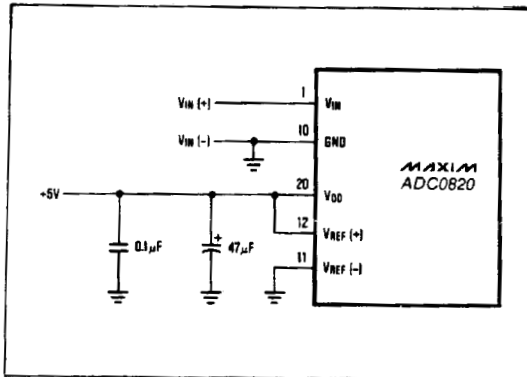 1
VIN (+)
VIN
10
VIN (-)
GND
MAXIM
ADC0820
20
+5V
VDD
12
VREF (+)
0.1µF
+
47µF
11
VREF (-)